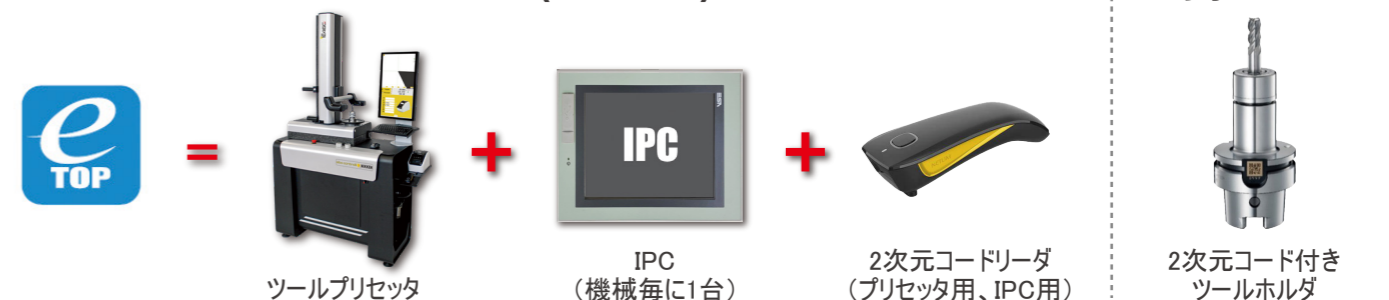 e
TOP
=
+
IPC
+
ツールプリセッタ
IPC
(機械毎に1台)
2次元コードリーダ
(プリセッタ用、IPC用)
2次元コード付き
ツールホルダ